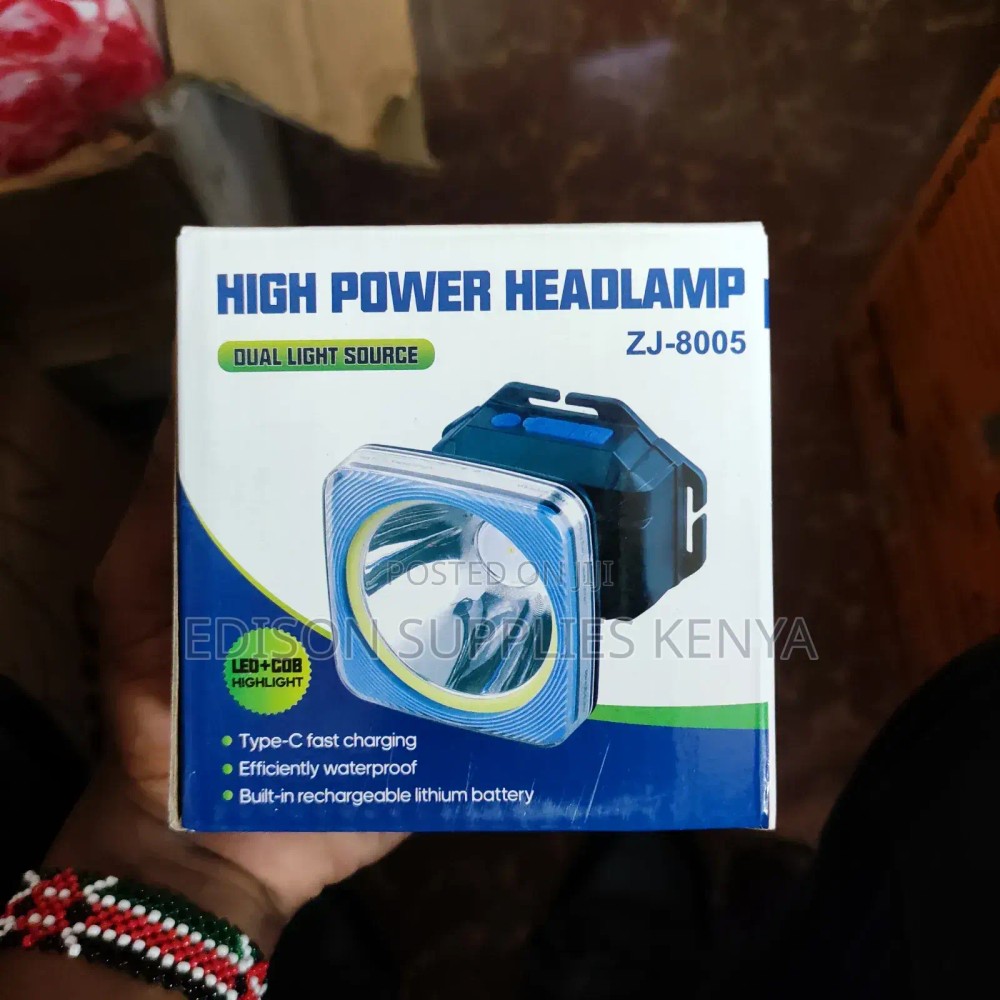 HIGH POWER HEADLAMP
ZJ-8005
DUAL LIGHT SOURCE
POSTED ON JIJI
EDISON SUPPLIES KENYA
LED+COB
HIGHLIGHT
Type-C fast charging
Efficiently waterproof
Built-in rechargeable lithium battery